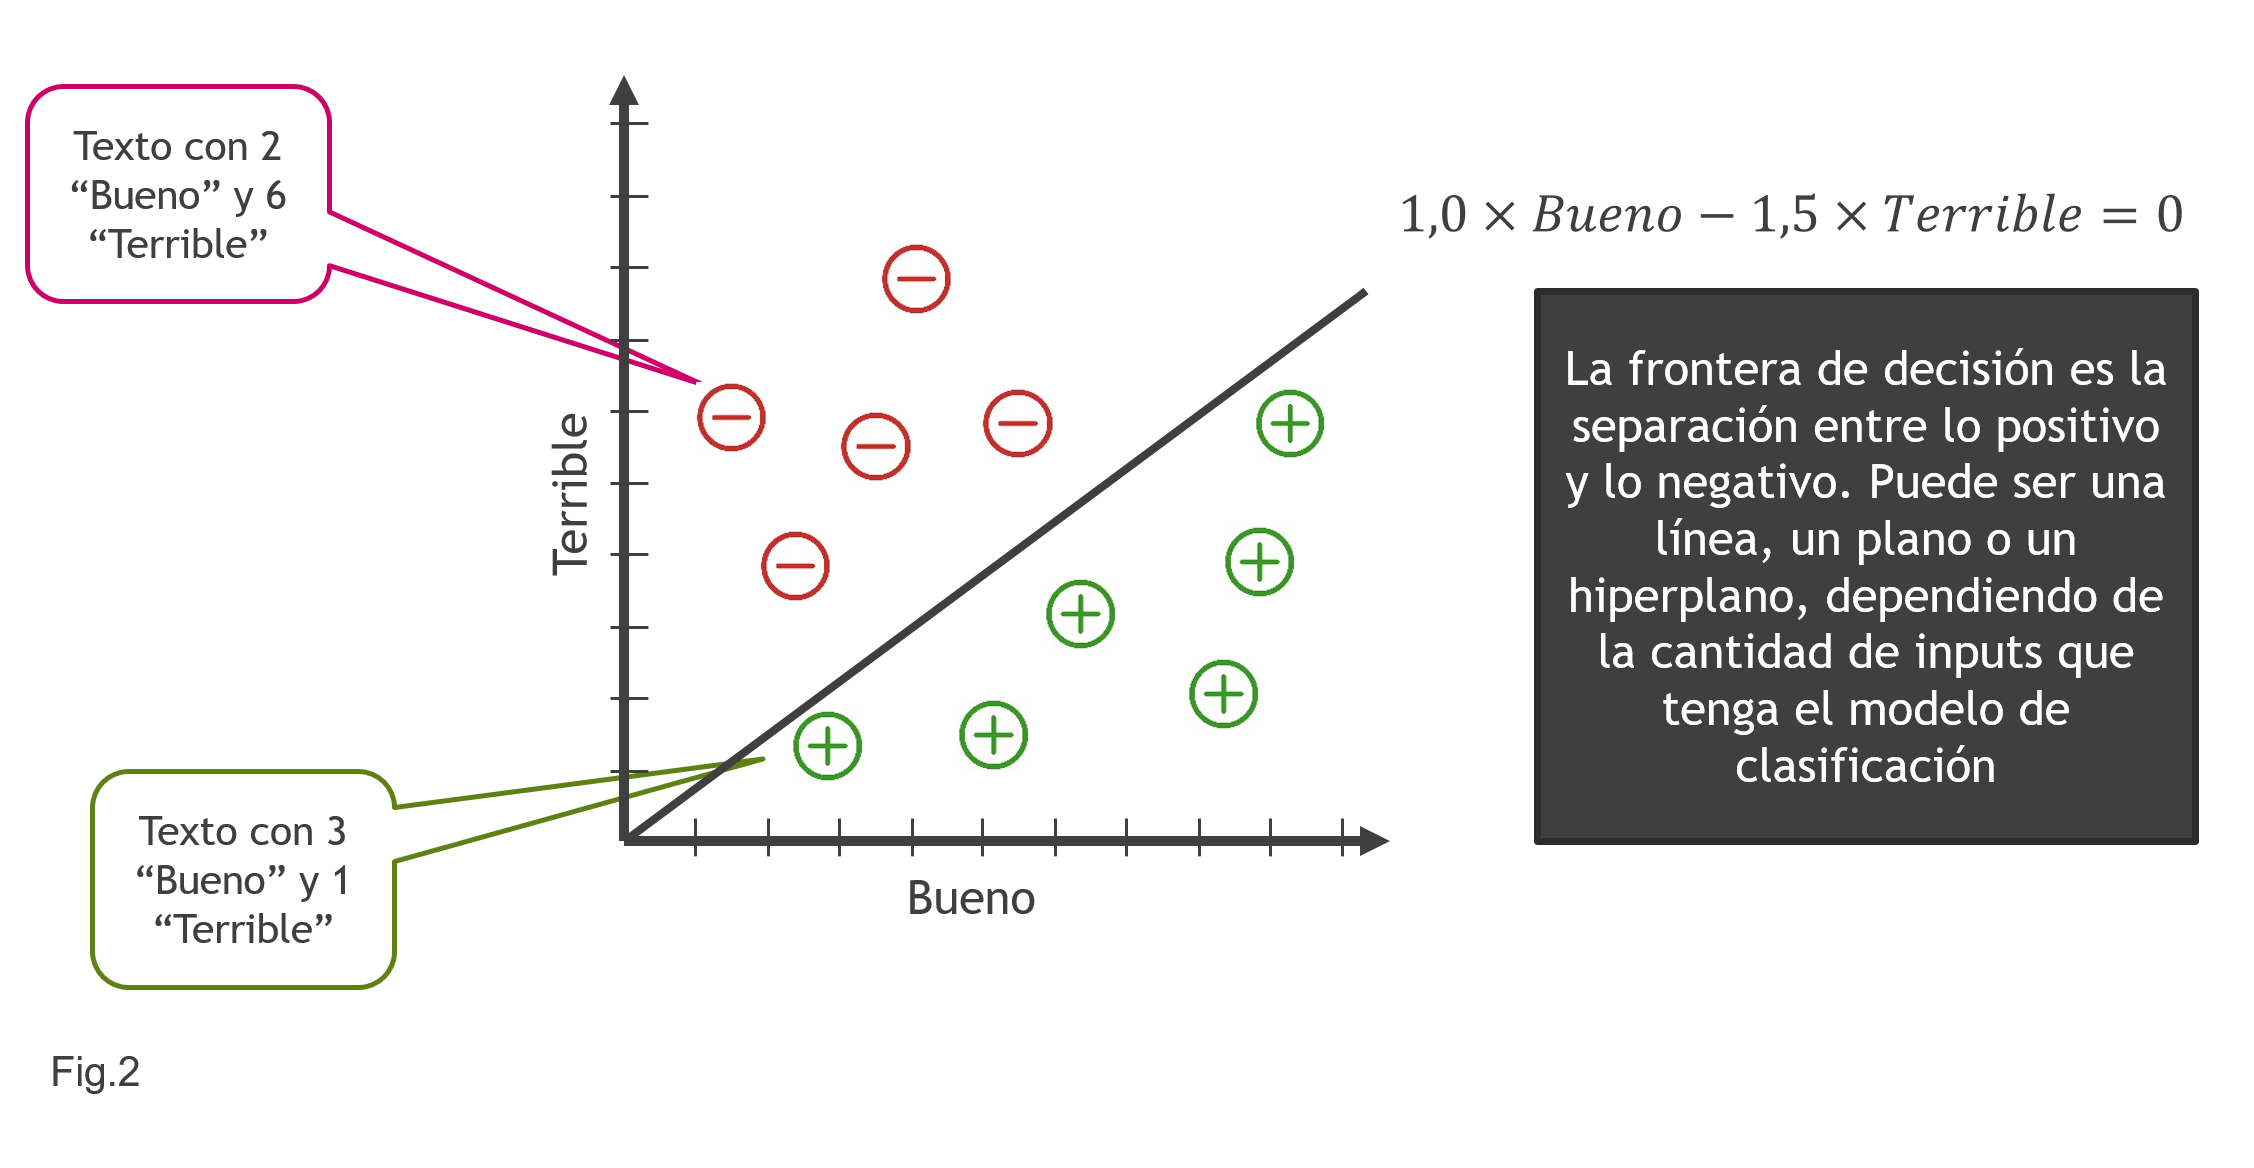 Texto con 2
“Bueno” y 6
“Terrible”
1,0 × Bueno − 1,5 × Terrible = 0
La frontera de decisión es la
separación entre lo positivo
y lo negativo. Puede ser una
línea, un plano o un
hiperplano, dependiendo de
la cantidad de inputs que
tenga el modelo de
clasificación
Terrible
Texto con 3
“Bueno” y 1
“Terrible”
Bueno
Fig.2